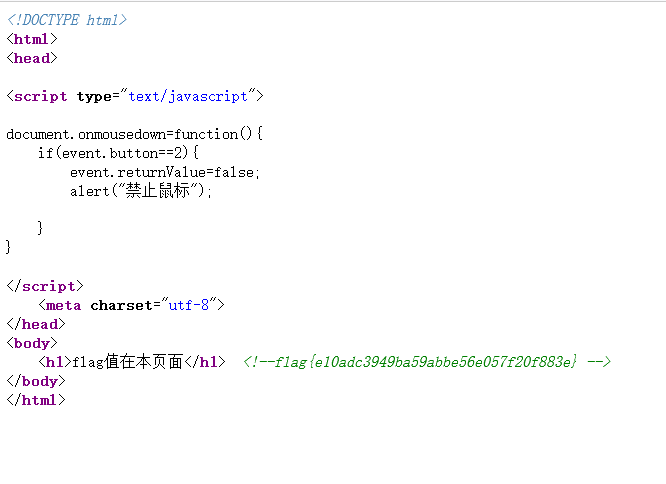 <!DOCTYPE html>
<html>
<head>
<script type="text/javascript">
document.onmousedown=function(){
if(event.button==2){
event.returnValue=false;
alert("禁止鼠标");
}
}
</script>
<meta charset="utf-8">
</head>
<body>
<h1>flag值在本页面</h1> <!--flag{e10adc3949ba59abbe56e057f20f883e} -->
</body>
</html>